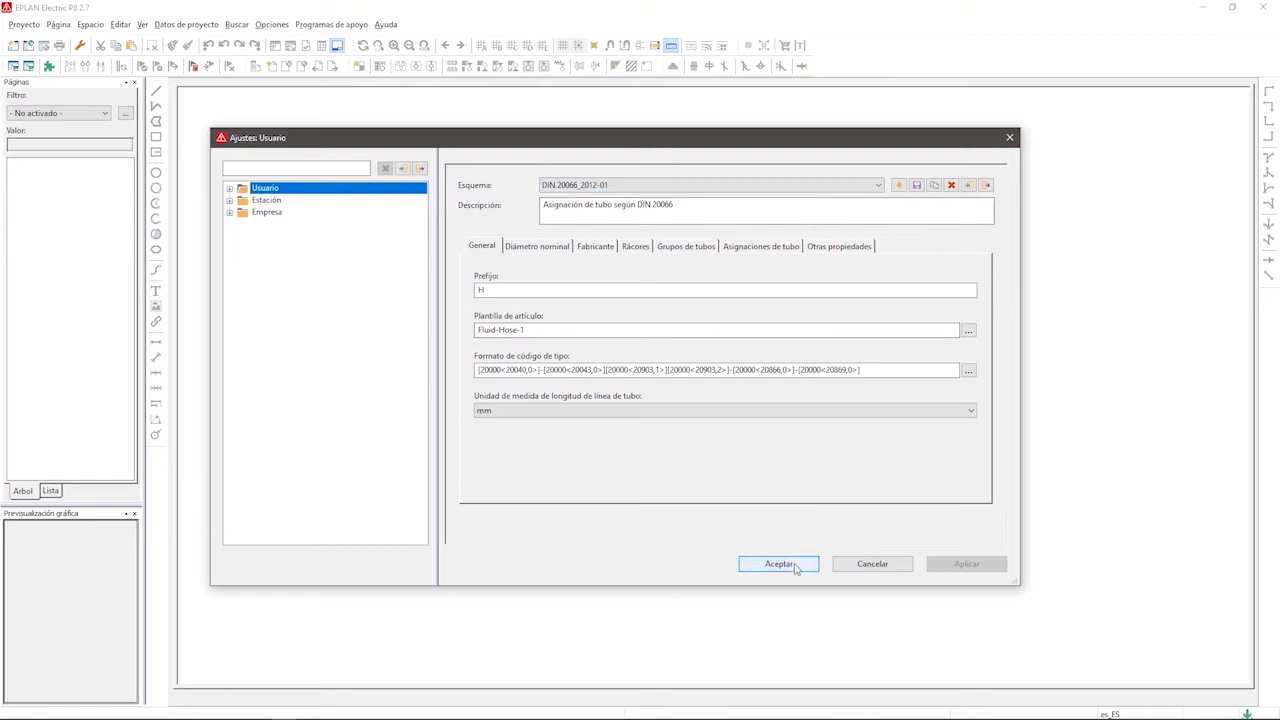 EPLAN Electric P8 2.7
Proyecto Página Espacio Editar Ver Datos de proyecto Buscar Opciones Programas de apoyo Ayuda
Páginas
Filtro:
- No activado -
...
Valor:
Ajustes: Usuario
Usuario
Estación
Empresa
Esquema: DIN 20066_2012-01
Descripción: Asignación de tubo según DIN 20066
General Diámetro nominal Fabricante Rácores Grupos de tubos Asignaciones de tubo Otras propiedades
Prefijo:
H
Plantilla de artículo:
Fluid-Hose-1 ...
Formato de código de tipo:
[20000<20040,0>]-[20000<20043,0>][20000<20903,1>][20000<20903,2>]-[20000<20866,0>]-[20000<20869,0>] ...
Unidad de medida de longitud de línea de tubo:
mm
Arbol Lista
Previsualización gráfica
Aceptar Cancelar Aplicar
es_ES